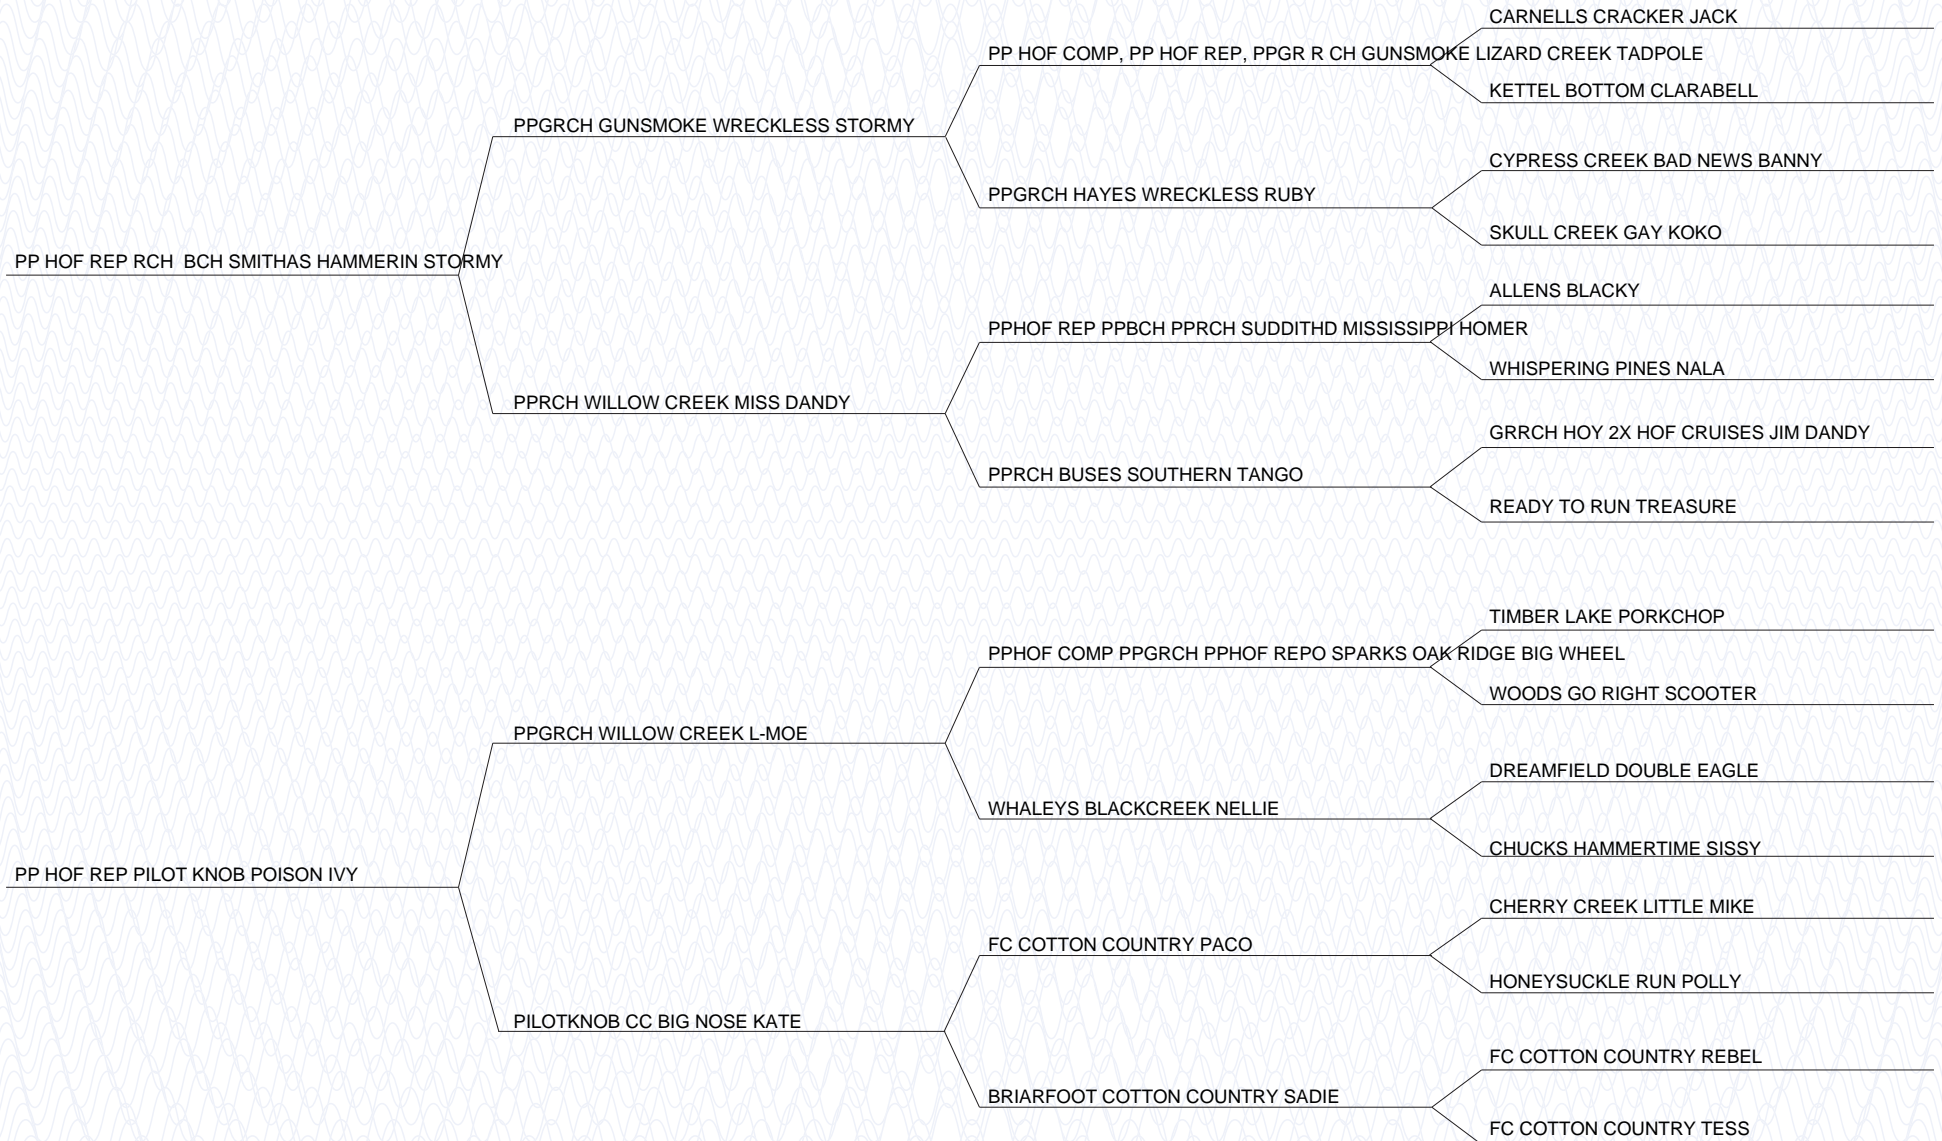 CARNELLS CRACKER JACK
PP HOF COMP, PP HOF REP, PPGR R CH GUNSMOKE LIZARD CREEK TADPOLE
KETTEL BOTTOM CLARABELL
PPGRCH GUNSMOKE WRECKLESS STORMY
CYPRESS CREEK BAD NEWS BANNY
PPGRCH HAYES WRECKLESS RUBY
SKULL CREEK GAY KOKO
PP HOF REP RCH  BCH SMITHAS HAMMERIN STORMY
ALLENS BLACKY
PPHOF REP PPBCH PPRCH SUDDITHD MISSISSIPPI HOMER
WHISPERING PINES NALA
PPRCH WILLOW CREEK MISS DANDY
GRRCH HOY 2X HOF CRUISES JIM DANDY
PPRCH BUSES SOUTHERN TANGO
READY TO RUN TREASURE
TIMBER LAKE PORKCHOP
PPHOF COMP PPGRCH PPHOF REPO SPARKS OAK RIDGE BIG WHEEL
WOODS GO RIGHT SCOOTER
PPGRCH WILLOW CREEK L-MOE
DREAMFIELD DOUBLE EAGLE
WHALEYS BLACKCREEK NELLIE
CHUCKS HAMMERTIME SISSY
PP HOF REP PILOT KNOB POISON IVY
CHERRY CREEK LITTLE MIKE
FC COTTON COUNTRY PACO
HONEYSUCKLE RUN POLLY
PILOTKNOB CC BIG NOSE KATE
FC COTTON COUNTRY REBEL
BRIARFOOT COTTON COUNTRY SADIE
FC COTTON COUNTRY TESS